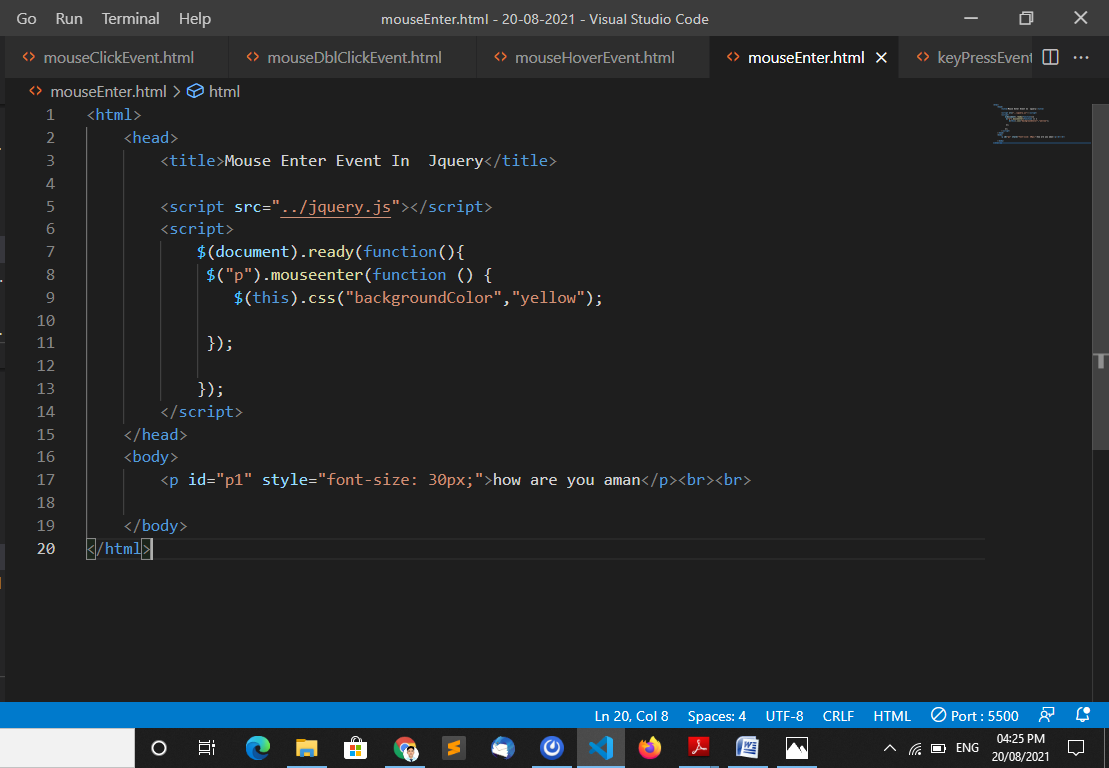 Go Run Terminal Help mouseEnter.html - 20-08-2021 - Visual Studio Code
mouseClickEvent.html mouseDblClickEvent.html mouseHoverEvent.html mouseEnter.html keyPressEvent
mouseEnter.html > html
1 <html>
2 <head>
3 <title>Mouse Enter Event In  Jquery</title>
4
5 <script src="../jquery.js"></script>
6 <script>
7 $(document).ready(function(){
8 $("p").mouseenter(function () {
9 $(this).css("backgroundColor","yellow");
10
11 });
12
13 });
14 </script>
15 </head>
16 <body>
17 <p id="p1" style="font-size: 30px;">how are you aman</p><br><br>
18
19 </body>
20 </html>
Ln 20, Col 8 Spaces: 4 UTF-8 CRLF HTML Port : 5500
ENG 04:25 PM
20/08/2021